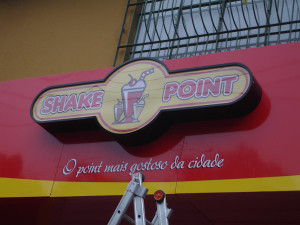 SHAKE POINT
O point mais gostoso da cidade